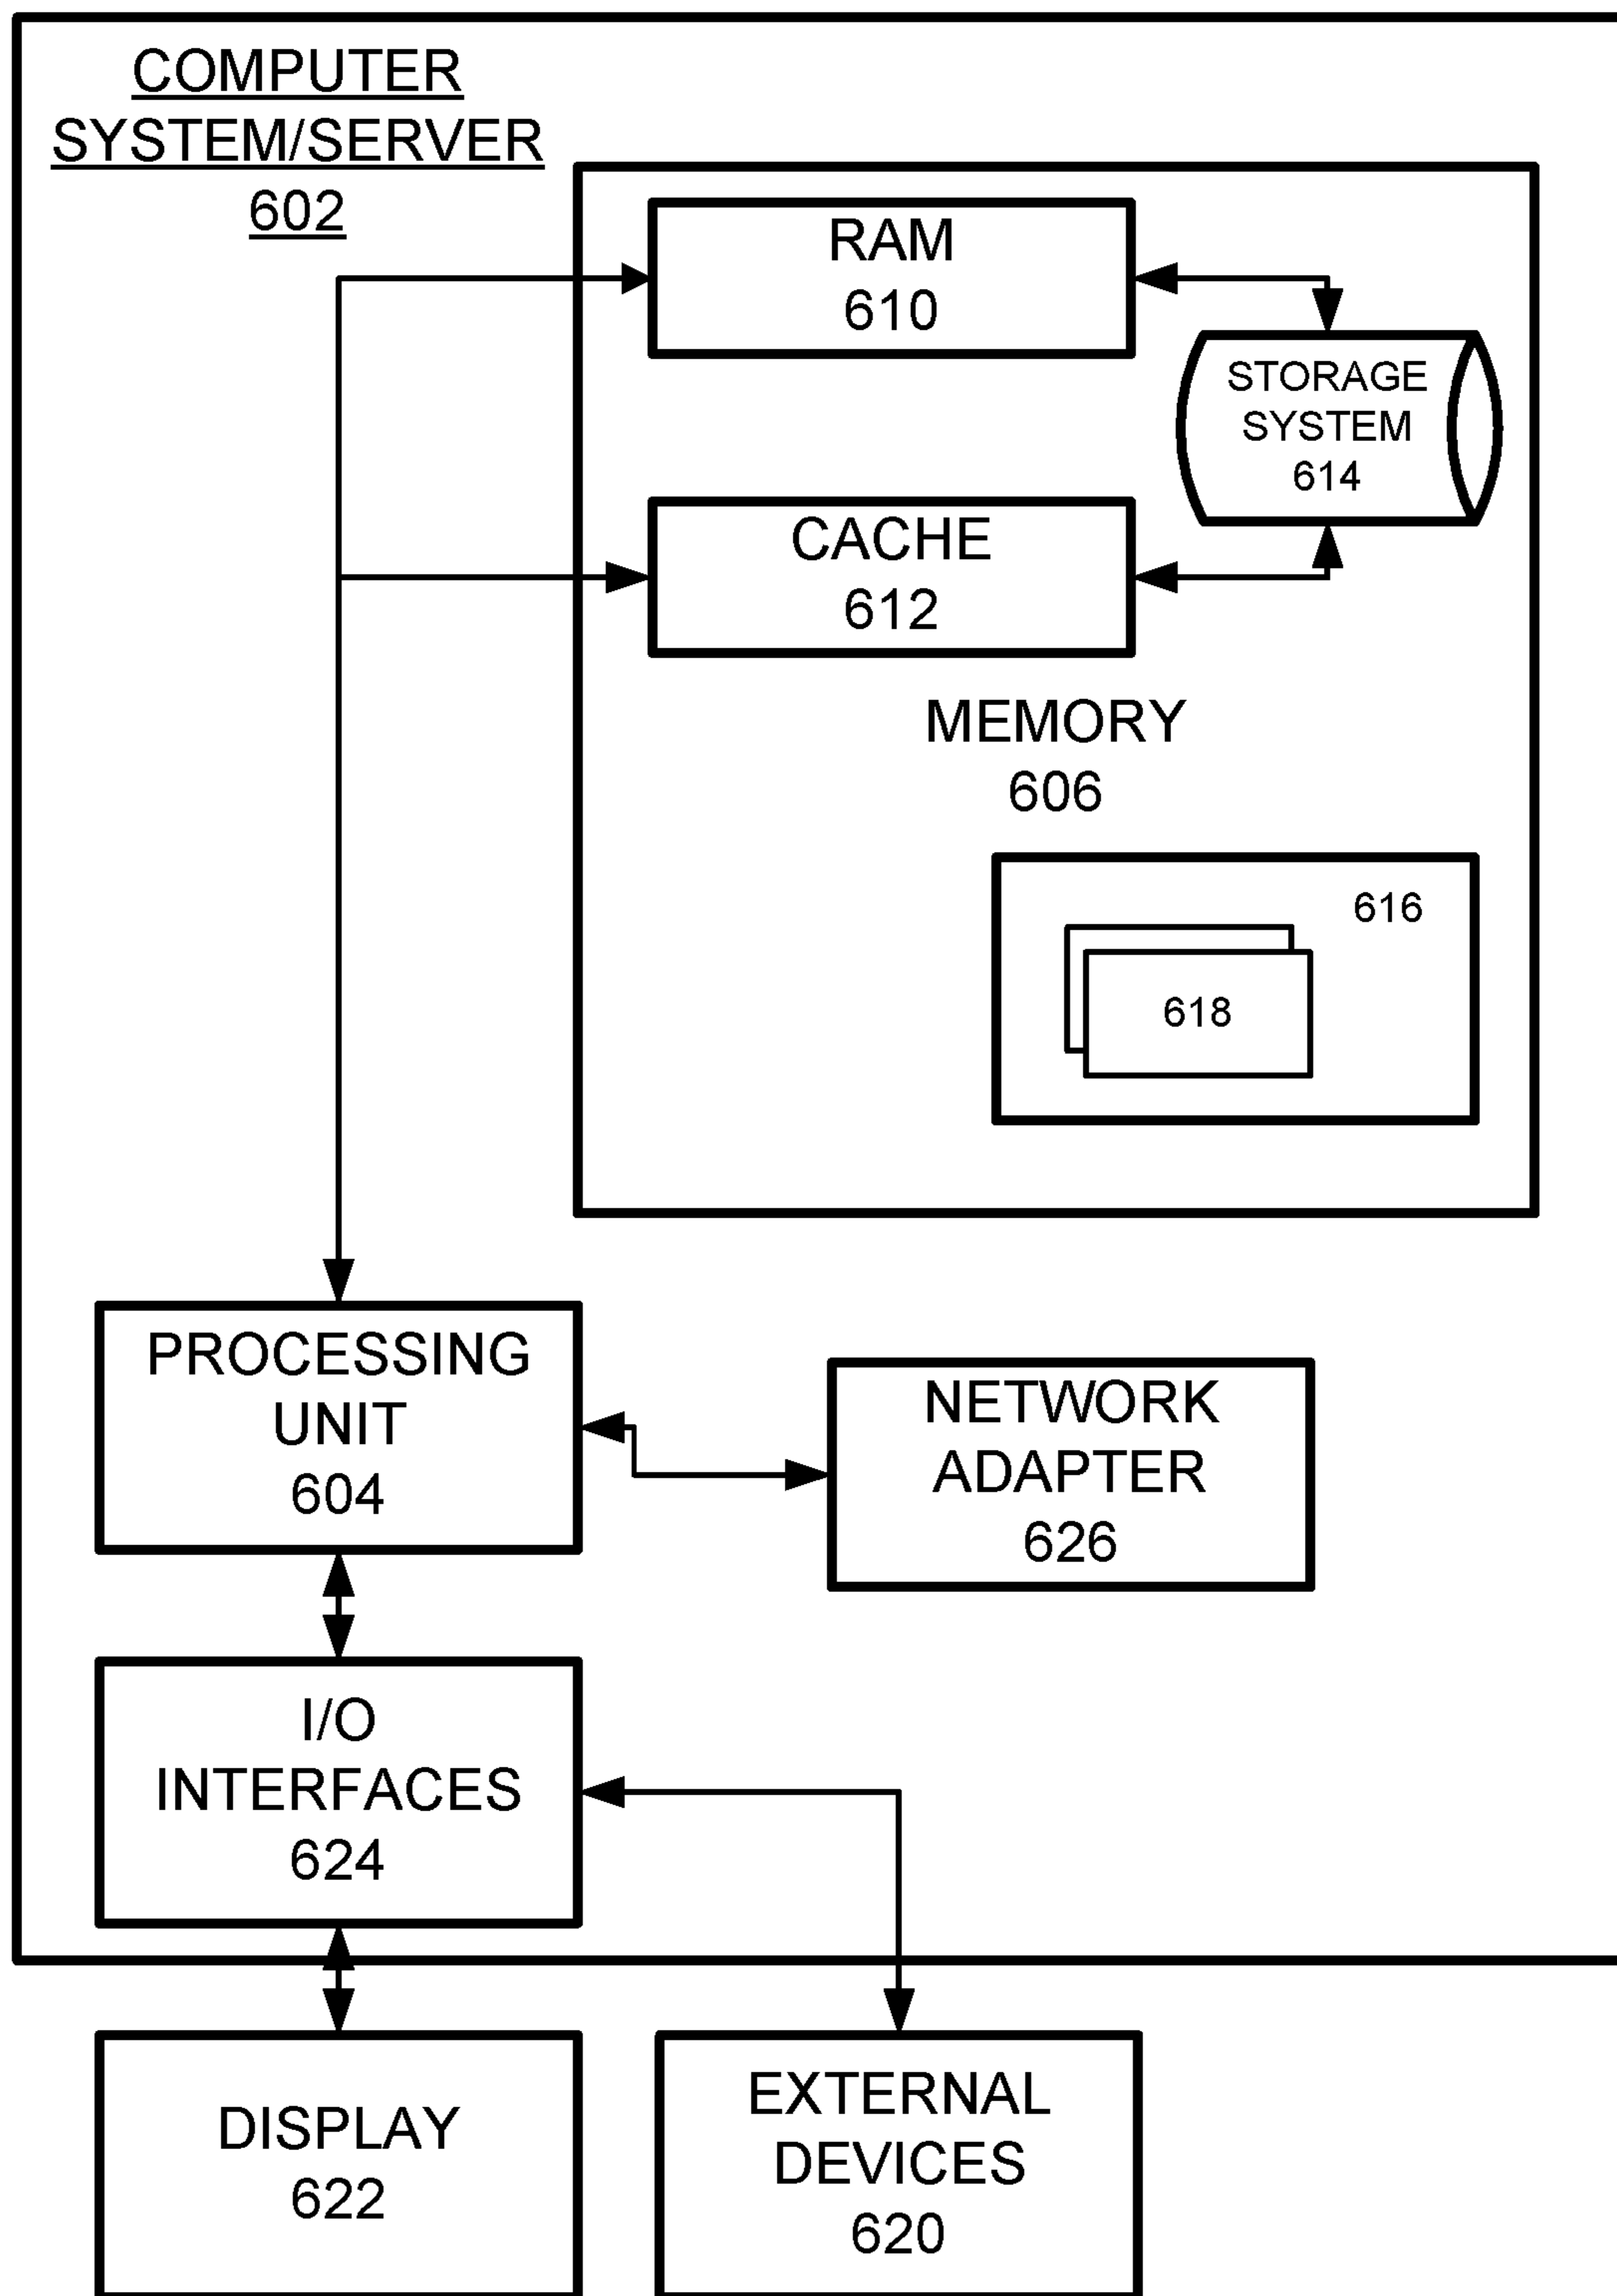 COMPUTER
SYSTEM/SERVER
602
RAM
610
STORAGE
SYSTEM
614
CACHE
612
MEMORY
606
616
618
PROCESSING
UNIT
604
NETWORK
ADAPTER
626
I/O
INTERFACES
624
DISPLAY
622
EXTERNAL
DEVICES
620